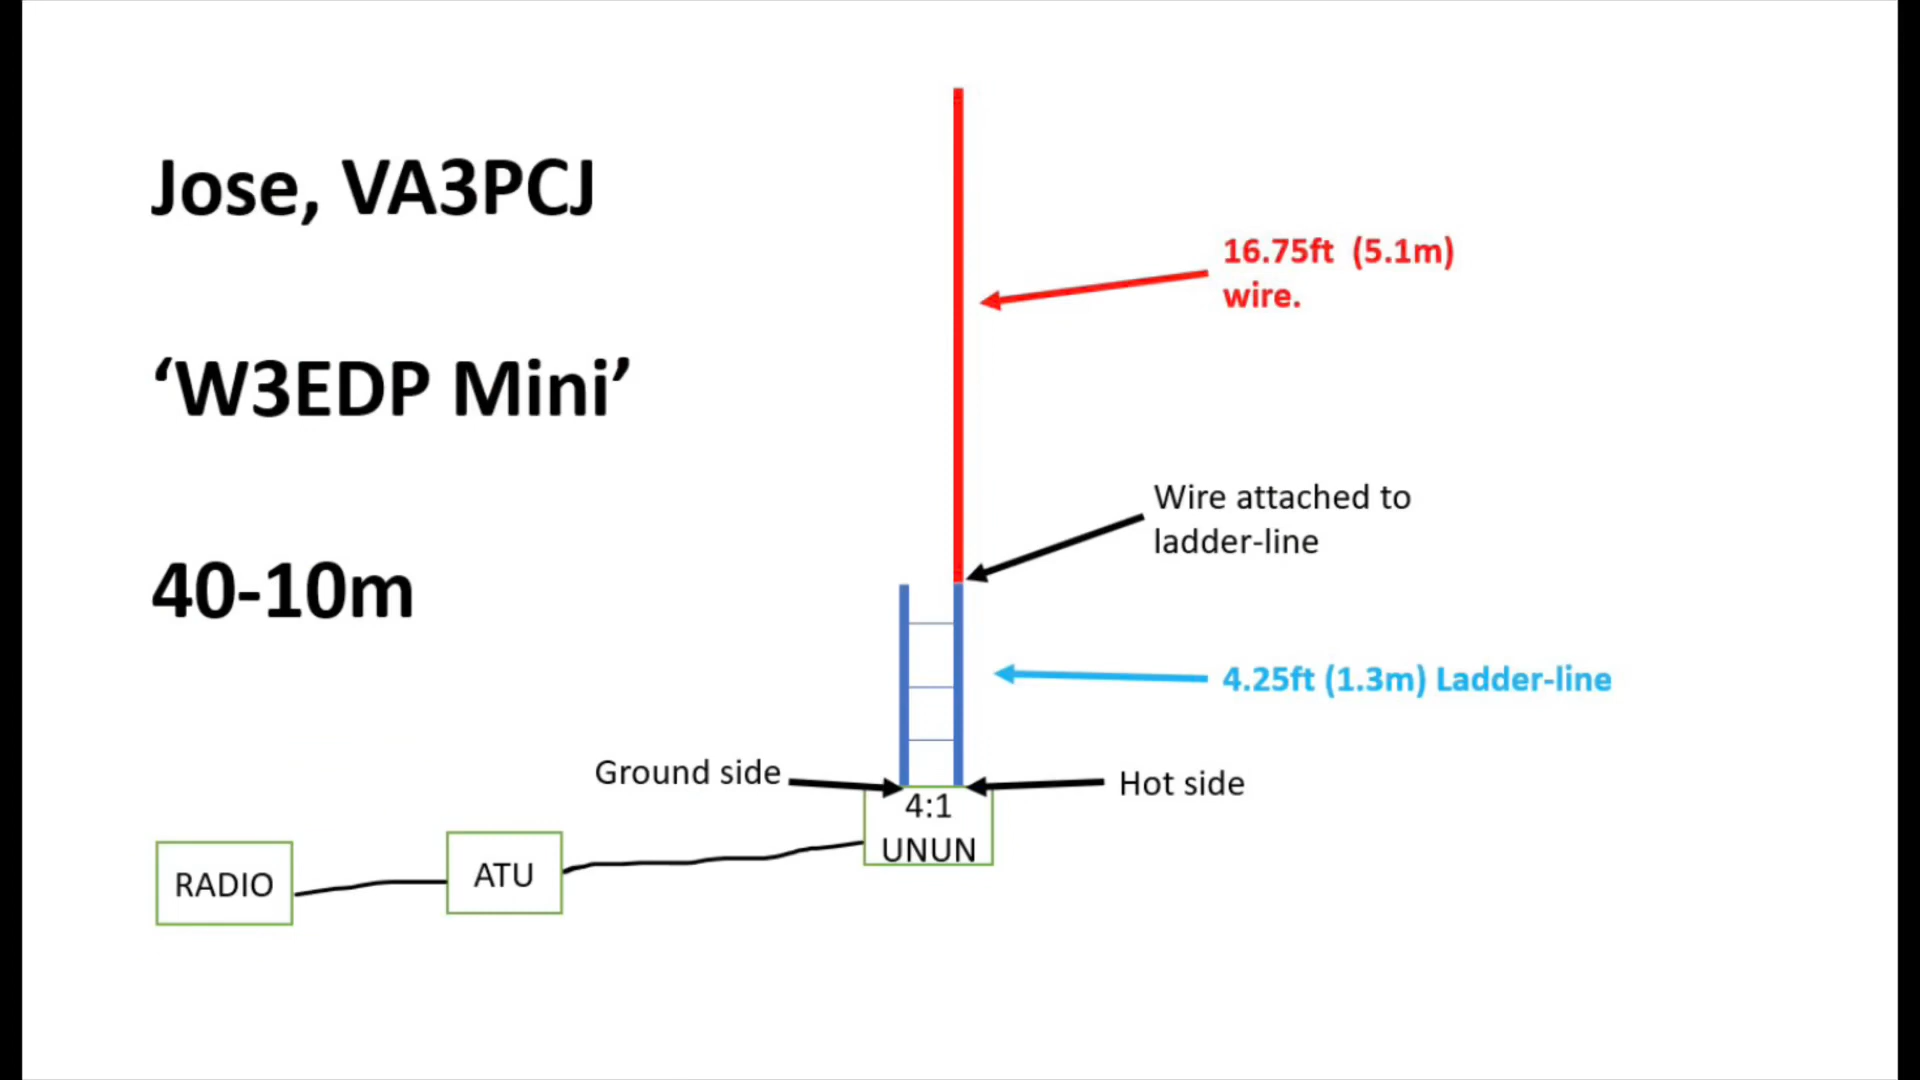 Jose, VA3PCJ
‘W3EDP Mini’
40-10m
16.75ft (5.1m)
wire.
Wire attached to
ladder-line
4.25ft (1.3m) Ladder-line
Ground side
Hot side
4:1
UNUN
RADIO
ATU